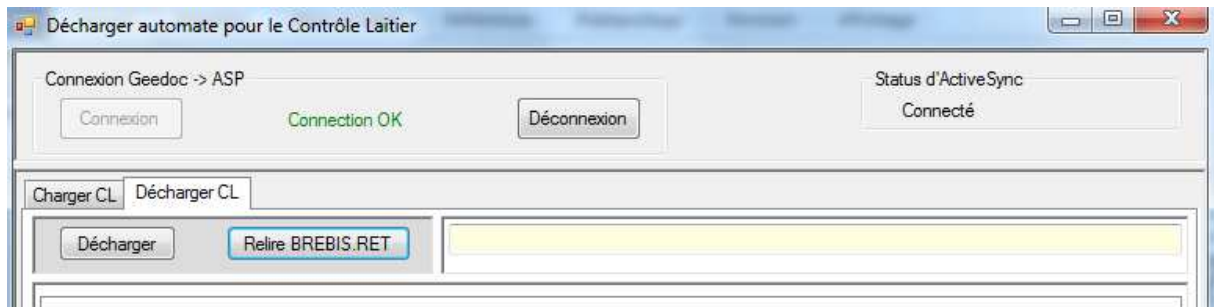 Décharger automate pour le Contrôle Laitier
Connexion Geedoc -> ASP
Status d'ActiveSync
Connexion
Connection OK
Déconnexion
Connecté
Charger CL
Décharger CL
Décharger
Relire BREBIS.RET